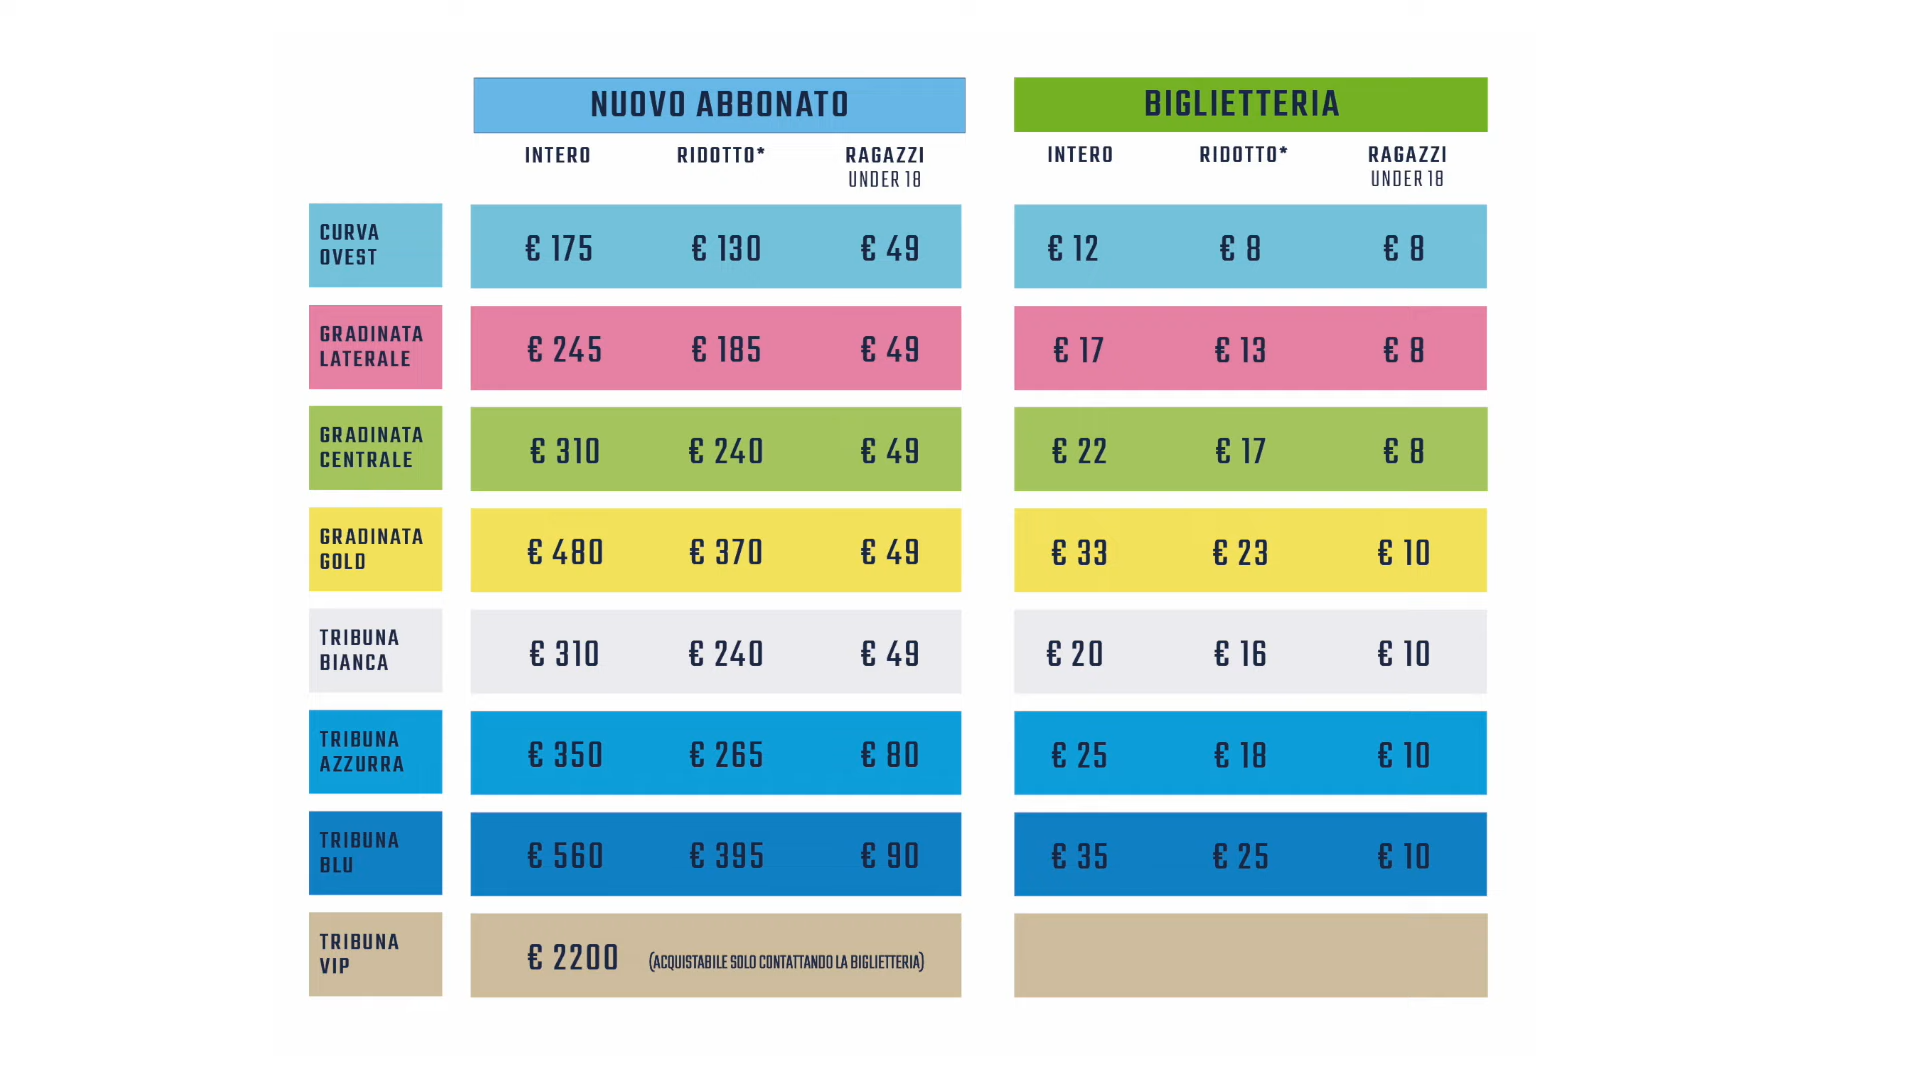 NUOVO ABBONATO
BIGLIETTERIA
INTERO RIDOTTO* RAGAZZI UNDER 18
INTERO RIDOTTO* RAGAZZI UNDER 18
CURVA OVEST
€ 175 € 130 € 49
€ 12 € 8 € 8
GRADINATA LATERALE
€ 245 € 185 € 49
€ 17 € 13 € 8
GRADINATA CENTRALE
€ 310 € 240 € 49
€ 22 € 17 € 8
GRADINATA GOLD
€ 480 € 370 € 49
€ 33 € 23 € 10
TRIBUNA BIANCA
€ 310 € 240 € 49
€ 20 € 16 € 10
TRIBUNA AZZURRA
€ 350 € 265 € 80
€ 25 € 18 € 10
TRIBUNA BLU
€ 560 € 395 € 90
€ 35 € 25 € 10
TRIBUNA VIP
€ 2200 (ACQUISTABILE SOLO CONTATTANDO LA BIGLIETTERIA)